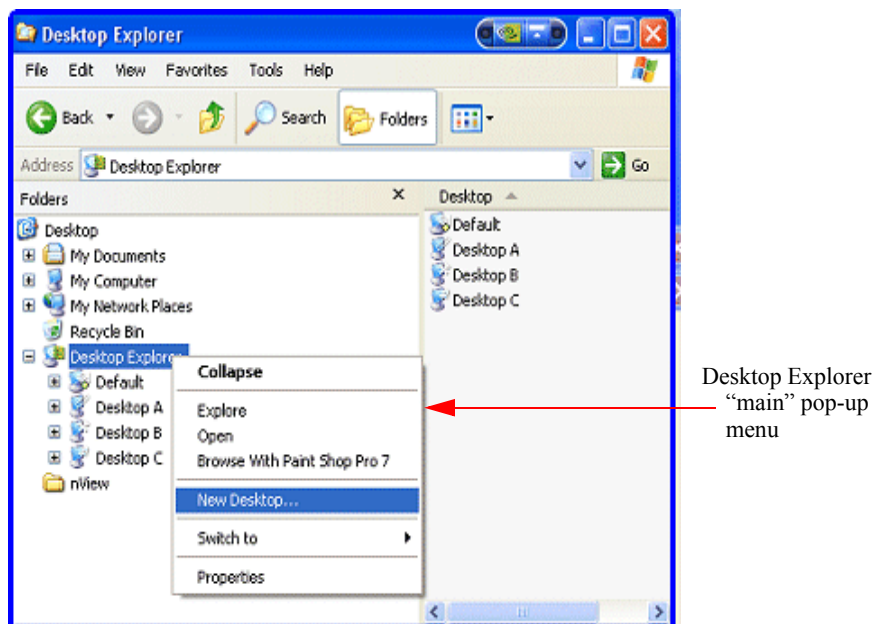 Desktop Explorer
File Edit View Favorites Tools Help
Back Search Folders
Address Desktop Explorer Go
Folders x Desktop
Desktop
My Documents
My Computer
My Network Places
Recycle Bin
Desktop Explorer
Default
Desktop A
Desktop B
Desktop C
nView
Default
Desktop A
Desktop B
Desktop C
Collapse
Explore
Open
Browse With Paint Shop Pro 7
New Desktop...
Switch to
Properties
Desktop Explorer
“main” pop-up
menu